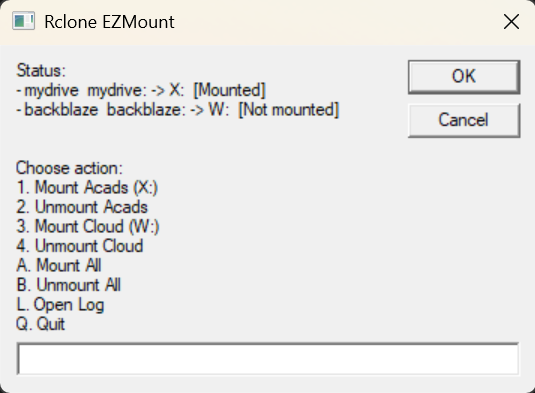 Rclone EZMount
Status:
- mydrive  mydrive: -> X:  [Mounted]
- backblaze  backblaze: -> W:  [Not mounted]
OK
Cancel
Choose action:
1. Mount Acads (X:)
2. Unmount Acads
3. Mount Cloud (W:)
4. Unmount Cloud
A. Mount All
B. Unmount All
L. Open Log
Q. Quit